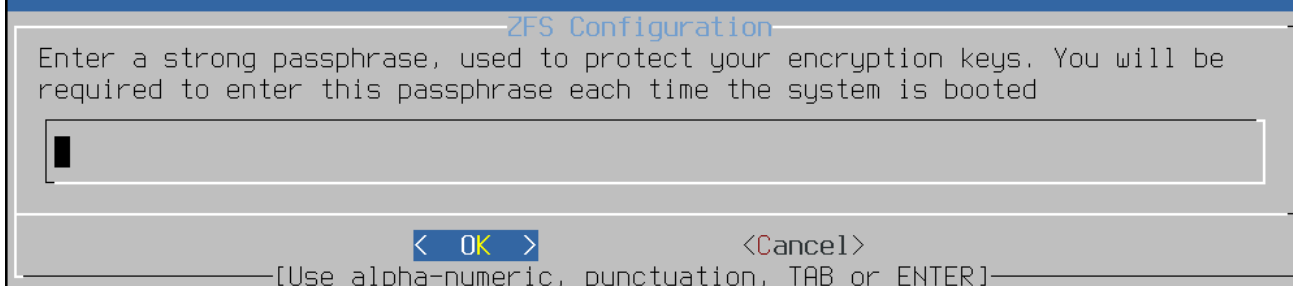 ZFS Configuration
Enter a strong passphrase, used to protect your encryption keys. You will be
required to enter this passphrase each time the system is booted
< OK > <Cancel>
[Use alpha-numeric, punctuation, TAB or ENTER]